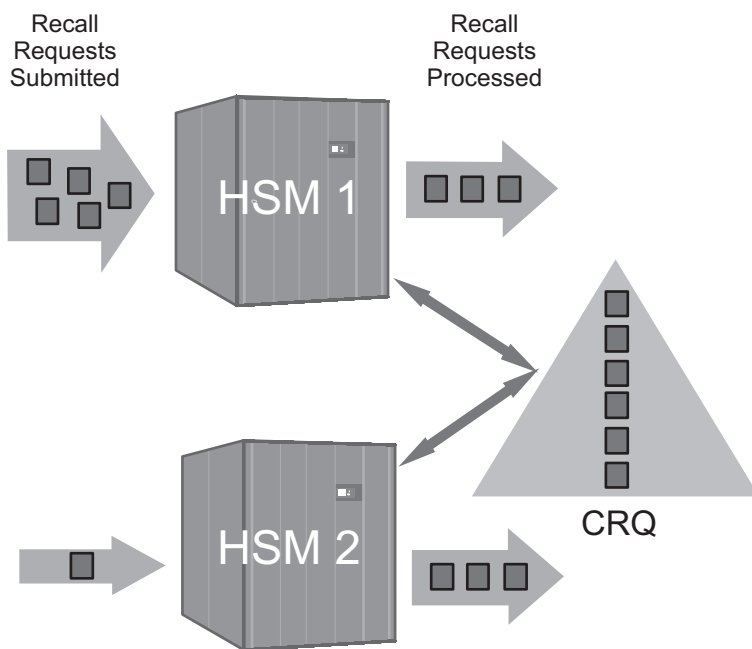 Recall
Requests
Submitted
Recall
Requests
Processed
HSM 1
HSM 2
CRQ